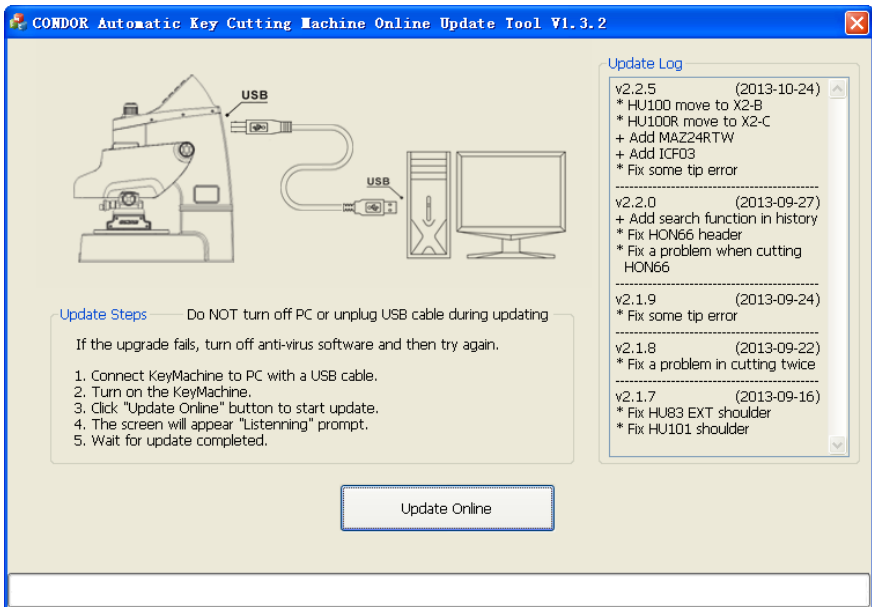 CONDOR Automatic Key Cutting Machine Online Update Tool V1.3.2
USB
USB
Update Steps
Do NOT turn off PC or unplug USB cable during updating
If the upgrade fails, turn off anti-virus software and then try again.
1. Connect KeyMachine to PC with a USB cable.
2. Turn on the KeyMachine.
3. Click "Update Online" button to start update.
4. The screen will appear "Listenning" prompt.
5. Wait for update completed.
Update Log
v2.2.5 (2013-10-24)
* HU100 move to X2-B
* HU100R move to X2-C
+ Add MAZ24RTW
+ Add ICF03
* Fix some tip error
----------------------------------------
v2.2.0 (2013-09-27)
+ Add search function in history
* Fix HON66 header
* Fix a problem when cutting
HON66
----------------------------------------
v2.1.9 (2013-09-24)
* Fix some tip error
----------------------------------------
v2.1.8 (2013-09-22)
* Fix a problem in cutting twice
----------------------------------------
v2.1.7 (2013-09-16)
* Fix HU83 EXT shoulder
* Fix HU101 shoulder
Update Online